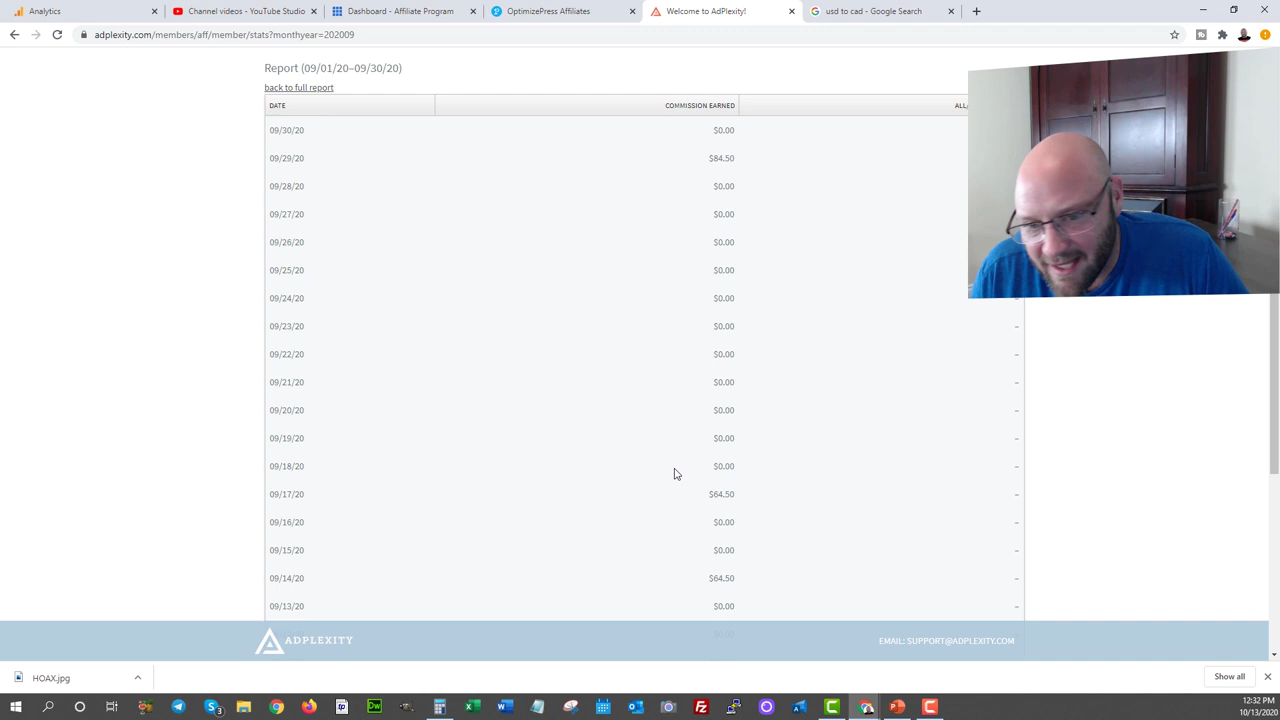 Analytics
Channel videos - YouTube Studio
Dashboard - Affiliate Program
OptimizePress Affiliates
Welcome to AdPlexity!
usd to cad - Google Search
adplexity.com/members/aff/member/stats?monthyear=202009
Report (09/01/20–09/30/20)
back to full report
DATE COMMISSION EARNED
09/30/20 $0.00
09/29/20 $84.50
09/28/20 $0.00
09/27/20 $0.00
09/26/20 $0.00
09/25/20 $0.00
09/24/20 $0.00 –
09/23/20 $0.00 –
09/22/20 $0.00 –
09/21/20 $0.00 –
09/20/20 $0.00 –
09/19/20 $0.00 –
09/18/20 $0.00 –
09/17/20 $64.50 –
09/16/20 $0.00 –
09/15/20 $0.00 –
09/14/20 $64.50 –
09/13/20 $0.00 –
ADPLEXITY EMAIL: SUPPORT@ADPLEXITY.COM
HOAX.jpg Show all
12:32 PM
10/13/2020